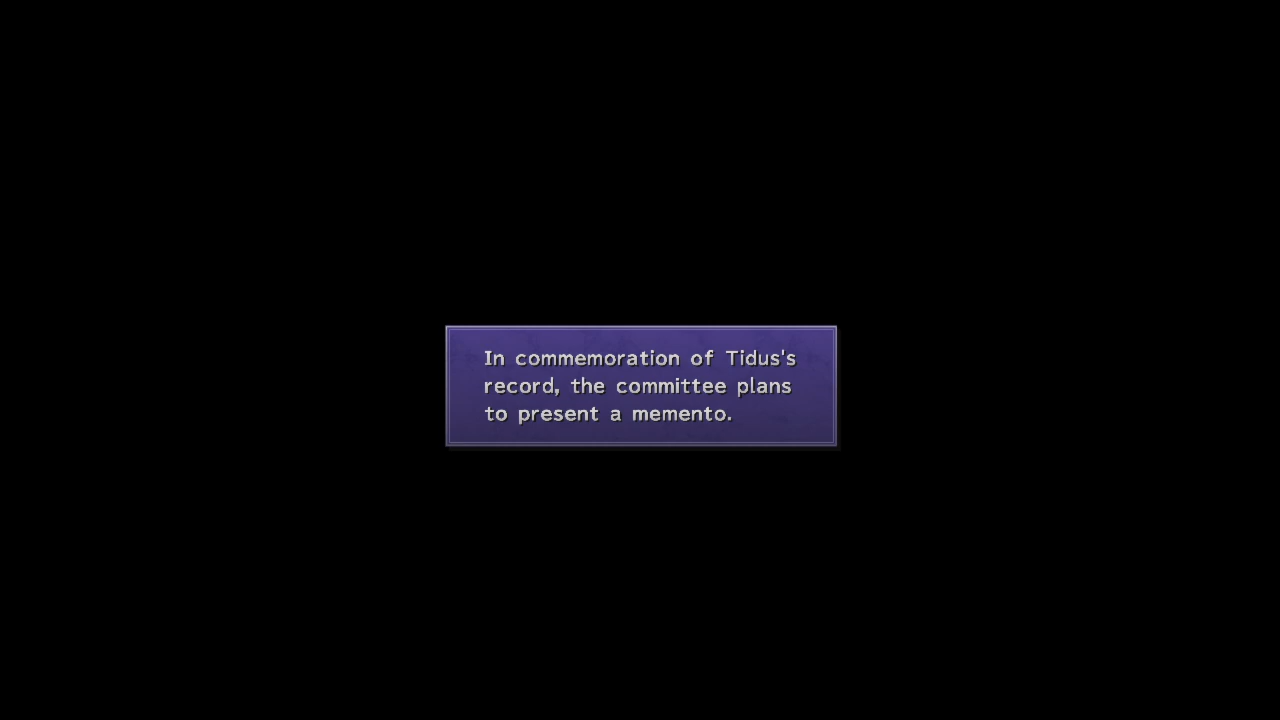 In commemoration of Tidus's
record, the committee plans
to present a memento.